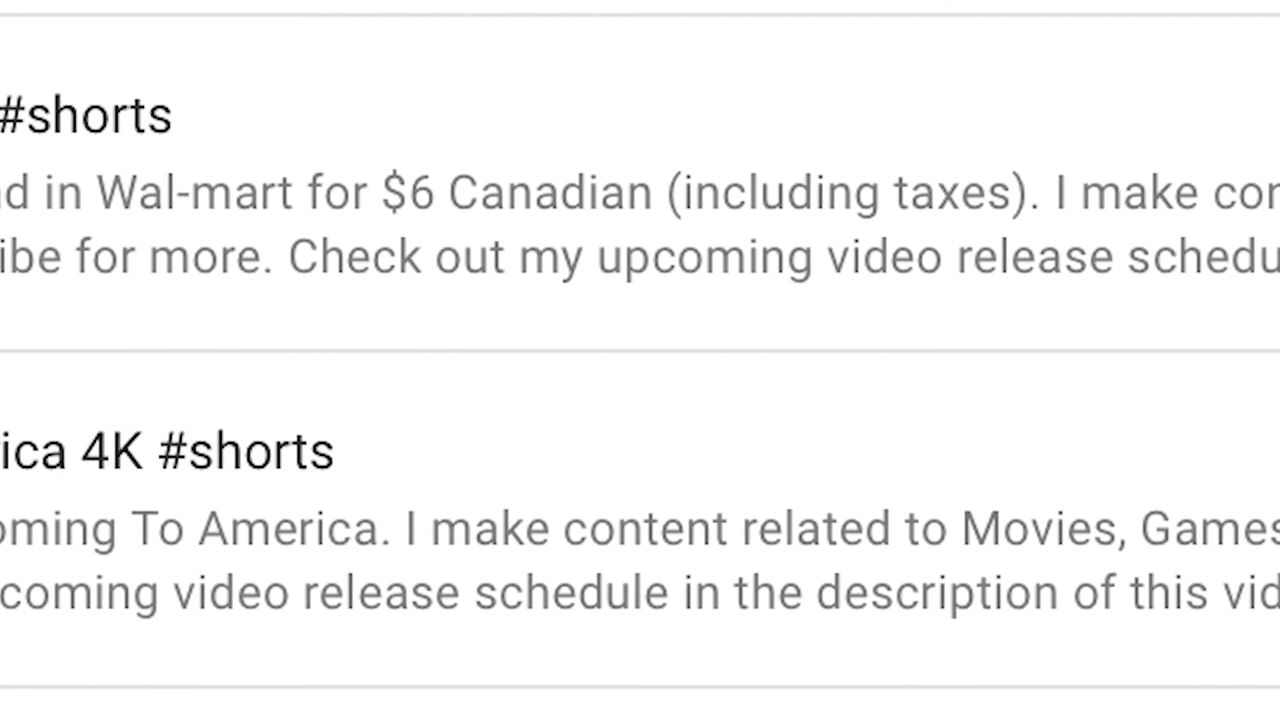 #shorts
d in Wal-mart for $6 Canadian (including taxes). I make con
ibe for more. Check out my upcoming video release schedu
ica 4K #shorts
oming To America. I make content related to Movies, Games
coming video release schedule in the description of this vid